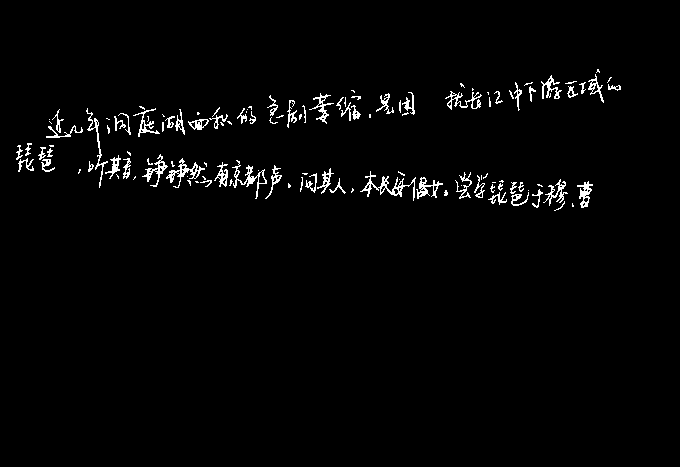 近几年洞庭湖面积的急剧萎缩,是困扰长江中下游区域的
琵琶,听其音,铮铮然有京都声。问其人,本长安倡女。尝学琵琶于穆、曹